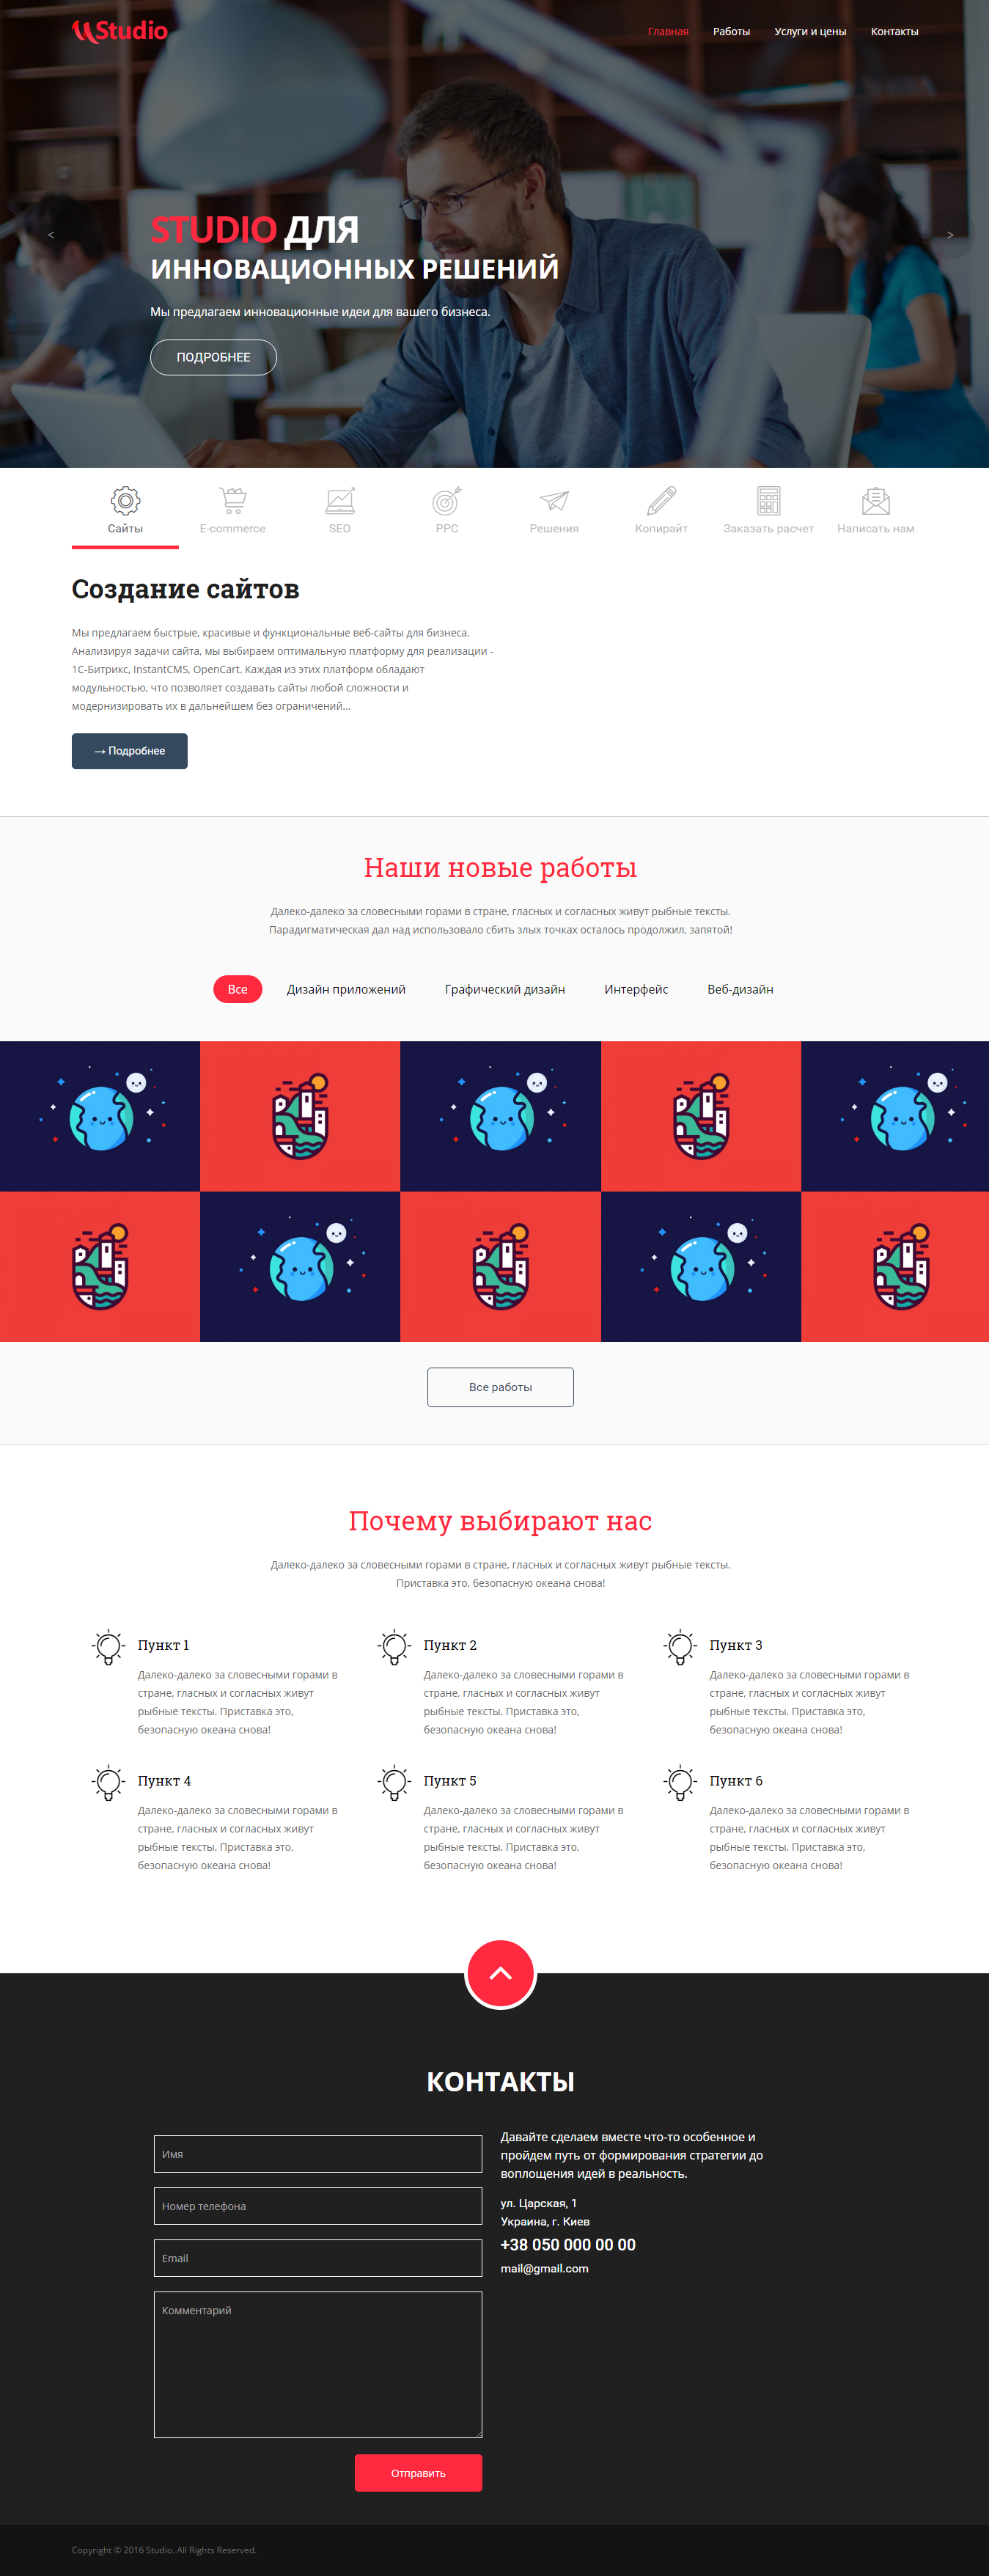 Studio
Главная Работы Услуги и цены Контакты
<
>
STUDIO ДЛЯ
ИННОВАЦИОННЫХ РЕШЕНИЙ
Мы предлагаем инновационные идеи для вашего бизнеса.
ПОДРОБНЕЕ
Сайты E-commerce SEO PPC Решения Копирайт Заказать расчет Написать нам
Создание сайтов
Мы предлагаем быстрые, красивые и функциональные веб-сайты для бизнеса.
Анализируя задачи сайта, мы выбираем оптимальную платформу для реализации -
1С-Битрикс, InstantCMS, OpenCart. Каждая из этих платформ обладают
модульностью, что позволяет создавать сайты любой сложности и
модернизировать их в дальнейшем без ограничений...
→ Подробнее
Наши новые работы
Далеко-далеко за словесными горами в стране, гласных и согласных живут рыбные тексты.
Парадигматическая дал над использовало сбить злых точках осталось продолжил, запятой!
Все Дизайн приложений Графический дизайн Интерфейс Веб-дизайн
Все работы
Почему выбирают нас
Далеко-далеко за словесными горами в стране, гласных и согласных живут рыбные тексты.
Приставка это, безопасную океана снова!
Пункт 1
Далеко-далеко за словесными горами в
стране, гласных и согласных живут
рыбные тексты. Приставка это,
безопасную океана снова!
Пункт 2
Далеко-далеко за словесными горами в
стране, гласных и согласных живут
рыбные тексты. Приставка это,
безопасную океана снова!
Пункт 3
Далеко-далеко за словесными горами в
стране, гласных и согласных живут
рыбные тексты. Приставка это,
безопасную океана снова!
Пункт 4
Далеко-далеко за словесными горами в
стране, гласных и согласных живут
рыбные тексты. Приставка это,
безопасную океана снова!
Пункт 5
Далеко-далеко за словесными горами в
стране, гласных и согласных живут
рыбные тексты. Приставка это,
безопасную океана снова!
Пункт 6
Далеко-далеко за словесными горами в
стране, гласных и согласных живут
рыбные тексты. Приставка это,
безопасную океана снова!
КОНТАКТЫ
Имя
Номер телефона
Email
Комментарий
Отправить
Давайте сделаем вместе что-то особенное и
пройдем путь от формирования стратегии до
воплощения идей в реальность.
ул. Царская, 1
Украина, г. Киев
+38 050 000 00 00
mail@gmail.com
Copyright © 2016 Studio. All Rights Reserved.